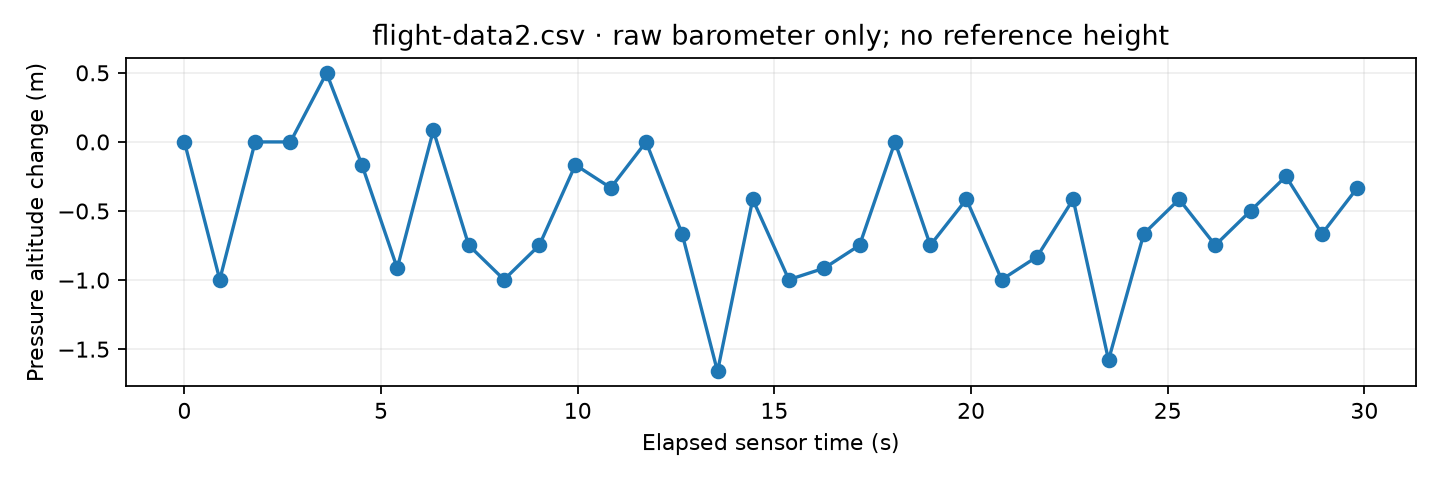 flight-data2.csv · raw barometer only; no reference height
Pressure altitude change (m)
0.5
0.0
−0.5
−1.0
−1.5
0 5 10 15 20 25 30
Elapsed sensor time (s)